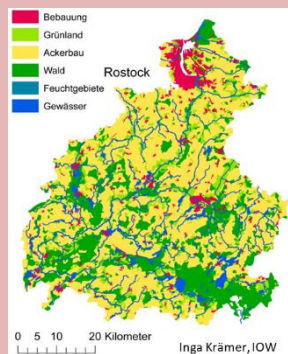 Bebauung
Grünland
Ackerbau
Wald
Feuchtgebiete
Gewässer
Rostock
0 5 10 20 Kilometer
Inga Krämer, IOW